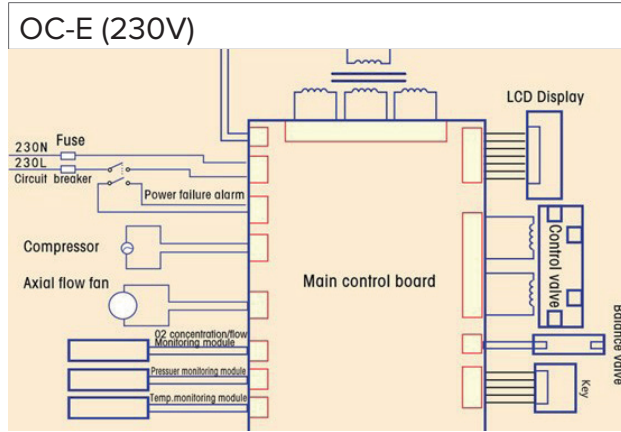 OC-E (230V)
LCD Display
Fuse
230N
230L
Circuit breaker
Power failure alarm
Control valve
Compressor
Main control board
Axial flow fan
Balance valve
O2 concentration/flow
Monitoring module
Pressuer monitoring module
Key
Temp.monitoring module